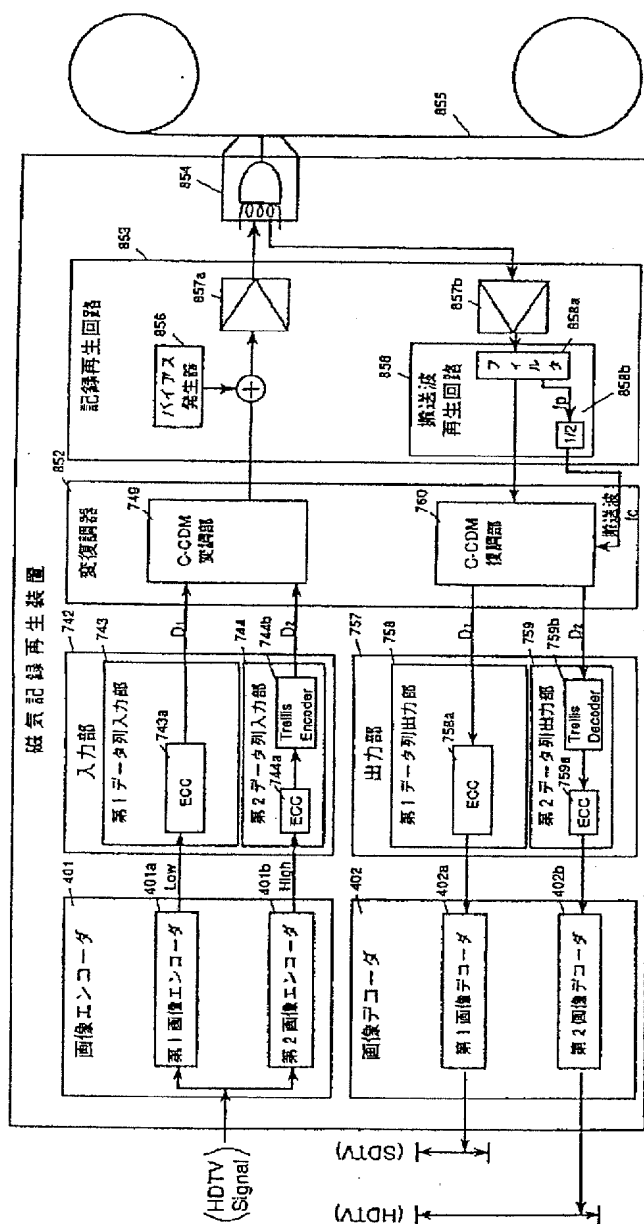 磁気記録再生装置
(HDTV Signal)
401
画像エンコーダ
401a
第1画像エンコーダ
Low
401b
第2画像エンコーダ
High
742
入力部
743
第1データ列入力部
743a
ECC
D1
744
第2データ列入力部
744a
ECC
744b
Trellis Encoder
D2
852
変復調器
749
C-CDM変調部
853
記録再生回路
856
バイアス発生器
857a
854
855
857b
858
搬送波再生回路
858a
フィルタ
fp
858b
1/2
搬送波
fc
760
C-CDM復調部
D1
D2
757
出力部
758
第1データ列出力部
758a
ECC
759
第2データ列出力部
759a
ECC
759b
Trellis Decoder
402
画像デコーダ
402a
第1画像デコーダ
402b
第2画像デコーダ
(SDTV)
(HDTV)